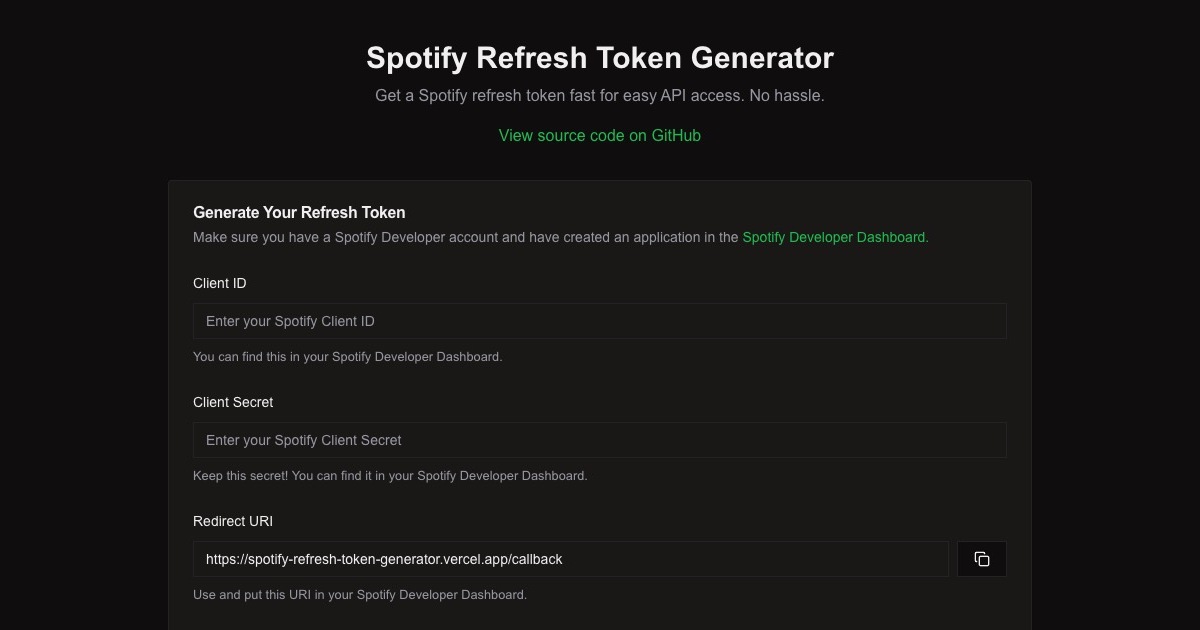 Spotify Refresh Token Generator
Get a Spotify refresh token fast for easy API access. No hassle.
View source code on GitHub
Generate Your Refresh Token
Make sure you have a Spotify Developer account and have created an application in the Spotify Developer Dashboard.
Client ID
Enter your Spotify Client ID
You can find this in your Spotify Developer Dashboard.
Client Secret
Enter your Spotify Client Secret
Keep this secret! You can find it in your Spotify Developer Dashboard.
Redirect URI
https://spotify-refresh-token-generator.vercel.app/callback
Use and put this URI in your Spotify Developer Dashboard.